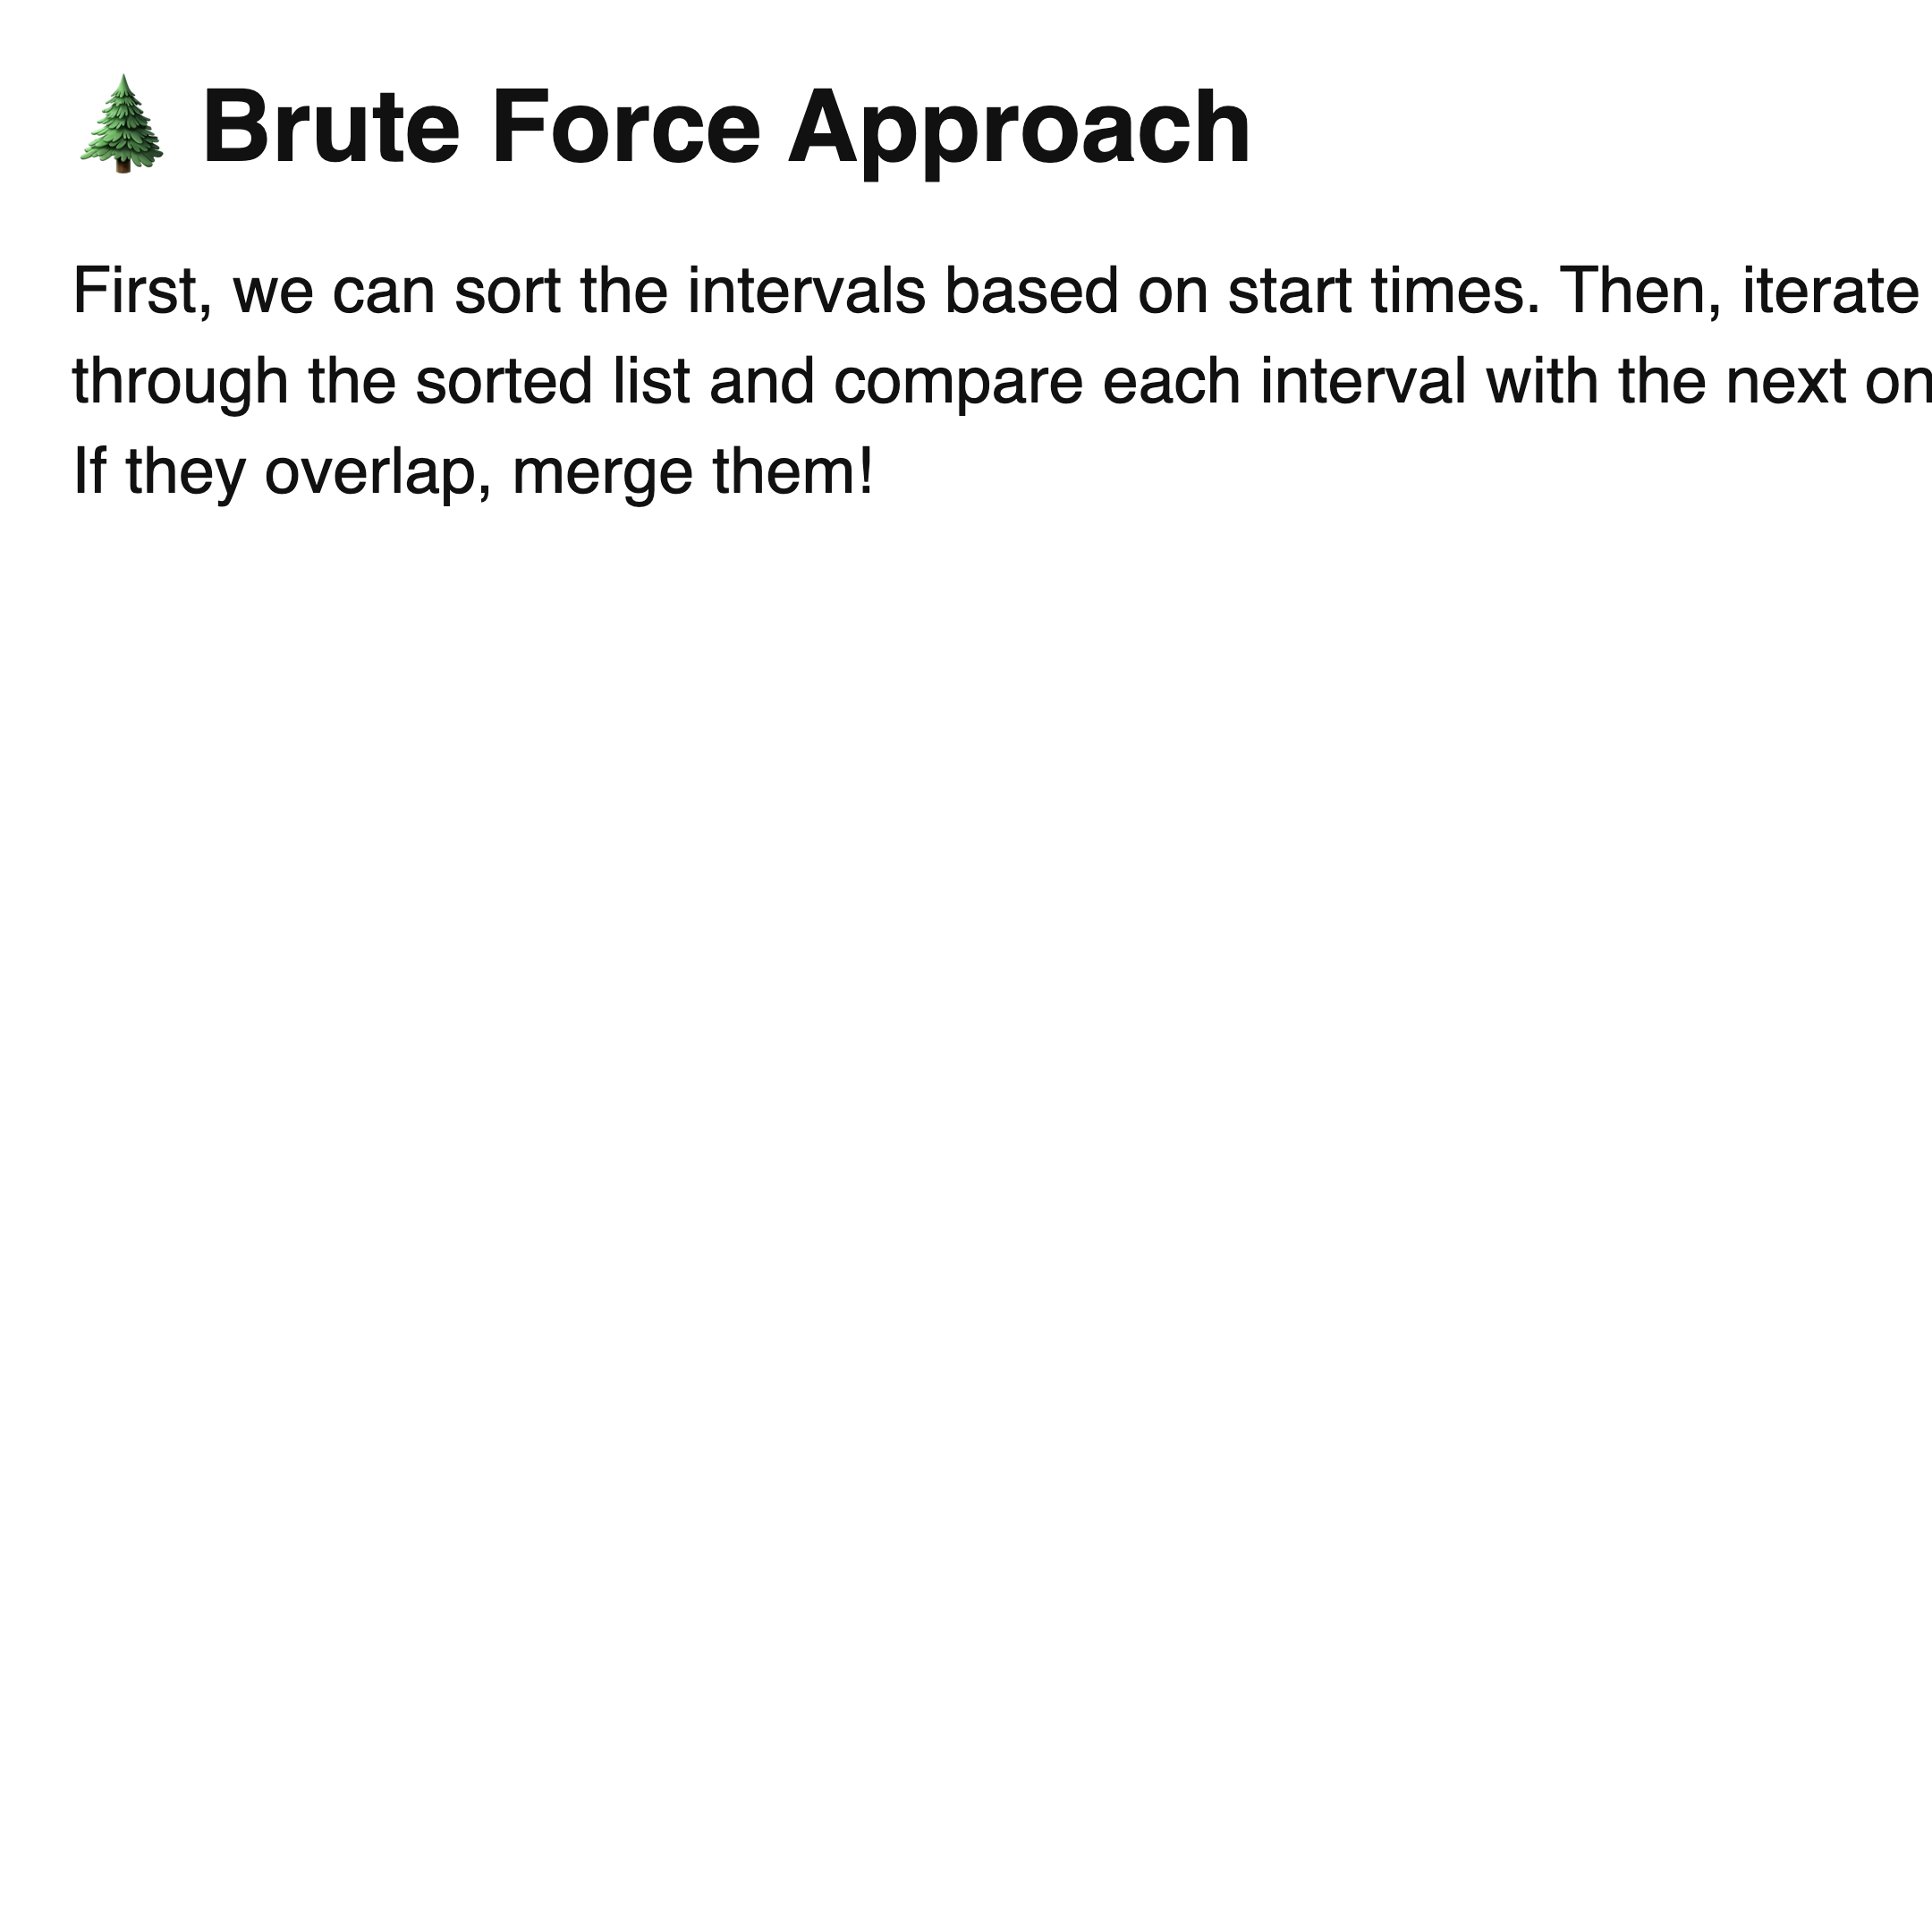 🌲 Brute Force Approach
First, we can sort the intervals based on start times. Then, iterate
through the sorted list and compare each interval with the next on
If they overlap, merge them!